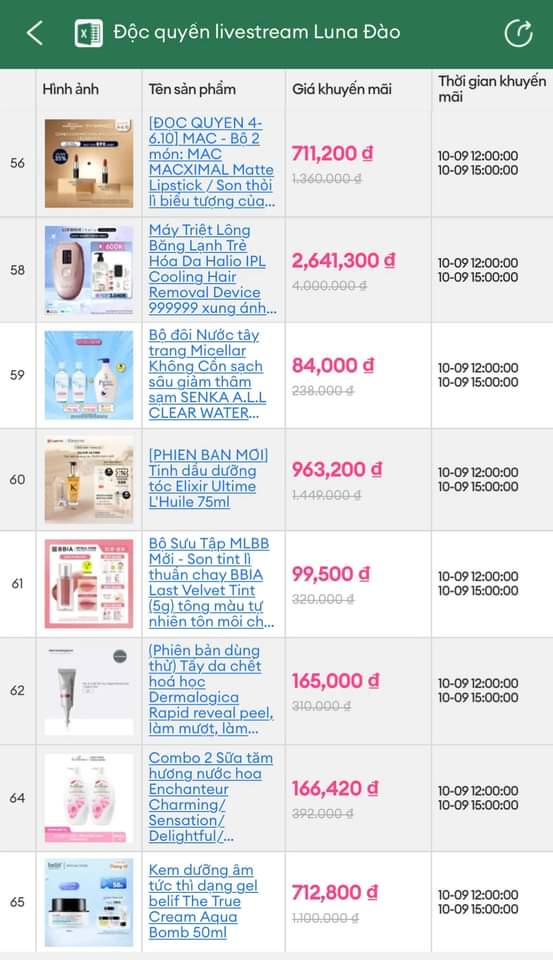 Độc quyền livestream Luna Đào
Hình ảnh
Tên sản phẩm
Giá khuyến mãi
Thời gian khuyến
mãi
56
[ĐỘC QUYỀN 4-
6.10] MAC - Bộ 2
món: MAC
MACXIMAL Matte
Lipstick / Son thỏi
lì biểu tượng của...
711,200 ₫
1.360.000 ₫
10-09 12:00:00
10-09 15:00:00
58
Máy Triệt Lông
Băng Lạnh Trẻ
Hóa Da Halio IPL
Cooling Hair
Removal Device
999999 xung ánh...
2,641,300 ₫
4.000.000 ₫
10-09 12:00:00
10-09 15:00:00
59
Bộ đôi Nước tẩy
trang Micellar
Không Cồn sạch
sâu giảm thâm
sạm SENKA A.L.L
CLEAR WATER...
84,000 ₫
238.000 ₫
10-09 12:00:00
10-09 15:00:00
60
[PHIÊN BẢN MỚI]
Tinh dầu dưỡng
tóc Elixir Ultime
L'Huile 75ml
963,200 ₫
1.449.000 ₫
10-09 12:00:00
10-09 15:00:00
61
BBIA
Bộ Sưu Tập MLBB
Mới - Son tint lì
thuần chay BBIA
Last Velvet Tint
(5g) tông màu tự
nhiên tôn môi ch...
99,500 ₫
320.000 ₫
10-09 12:00:00
10-09 15:00:00
62
(Phiên bản dùng
thử) Tẩy da chết
hoá học
Dermalogica
Rapid reveal peel,
làm mượt, làm...
165,000 ₫
310.000 ₫
10-09 12:00:00
10-09 15:00:00
64
Combo 2 Sữa tắm
hương nước hoa
Enchanteur
Charming/
Sensation/
Delightful/...
166,420 ₫
392.000 ₫
10-09 12:00:00
10-09 15:00:00
65
belif
Kem dưỡng ẩm
tức thì dạng gel
belif The True
Cream Aqua
Bomb 50ml
712,800 ₫
1.100.000 ₫
10-09 12:00:00
10-09 15:00:00